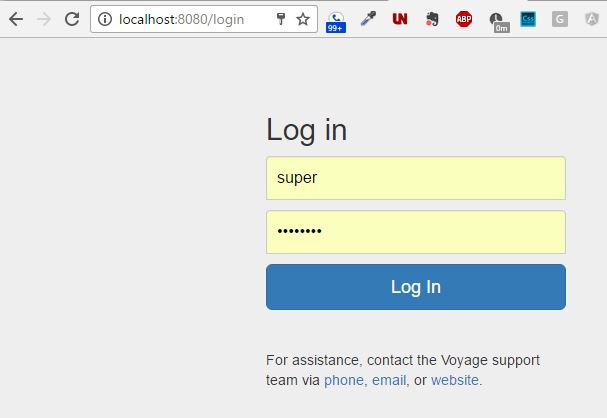 localhost:8080/login
99+
UN
ABP
0m
Css
G
A
Log in
super
••••••••
Log In
For assistance, contact the Voyage support
team via phone, email, or website.